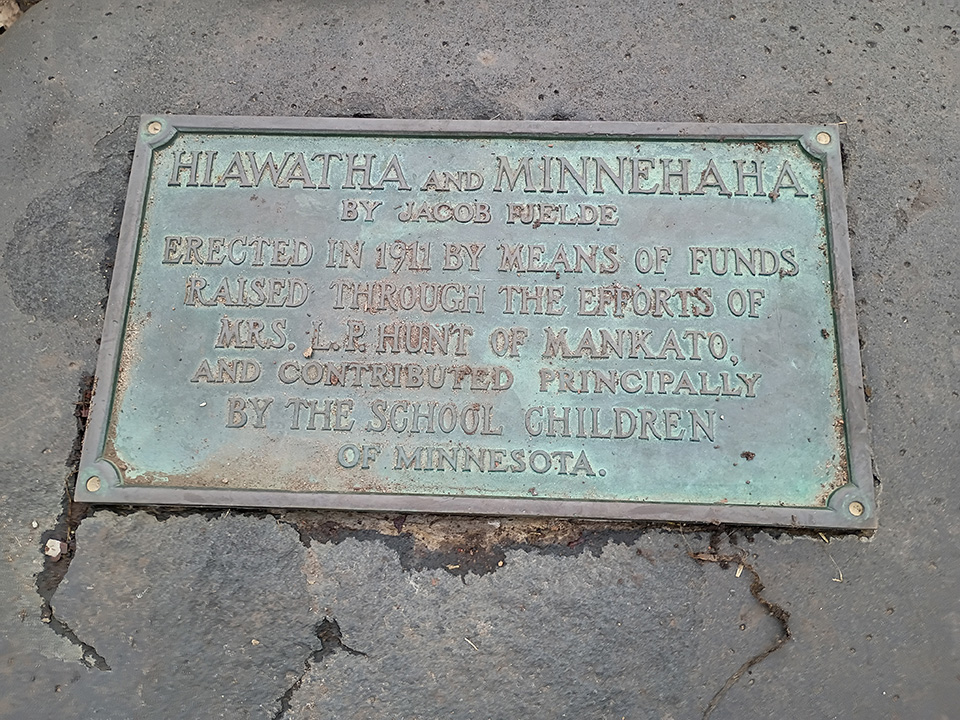 HIAWATHA AND MINNEHAHA
BY JACOB FJELDE
ERECTED IN 1911 BY MEANS OF FUNDS
RAISED THROUGH THE EFFORTS OF
MRS. L.P. HUNT OF MANKATO,
AND CONTRIBUTED PRINCIPALLY
BY THE SCHOOL CHILDREN
OF MINNESOTA.